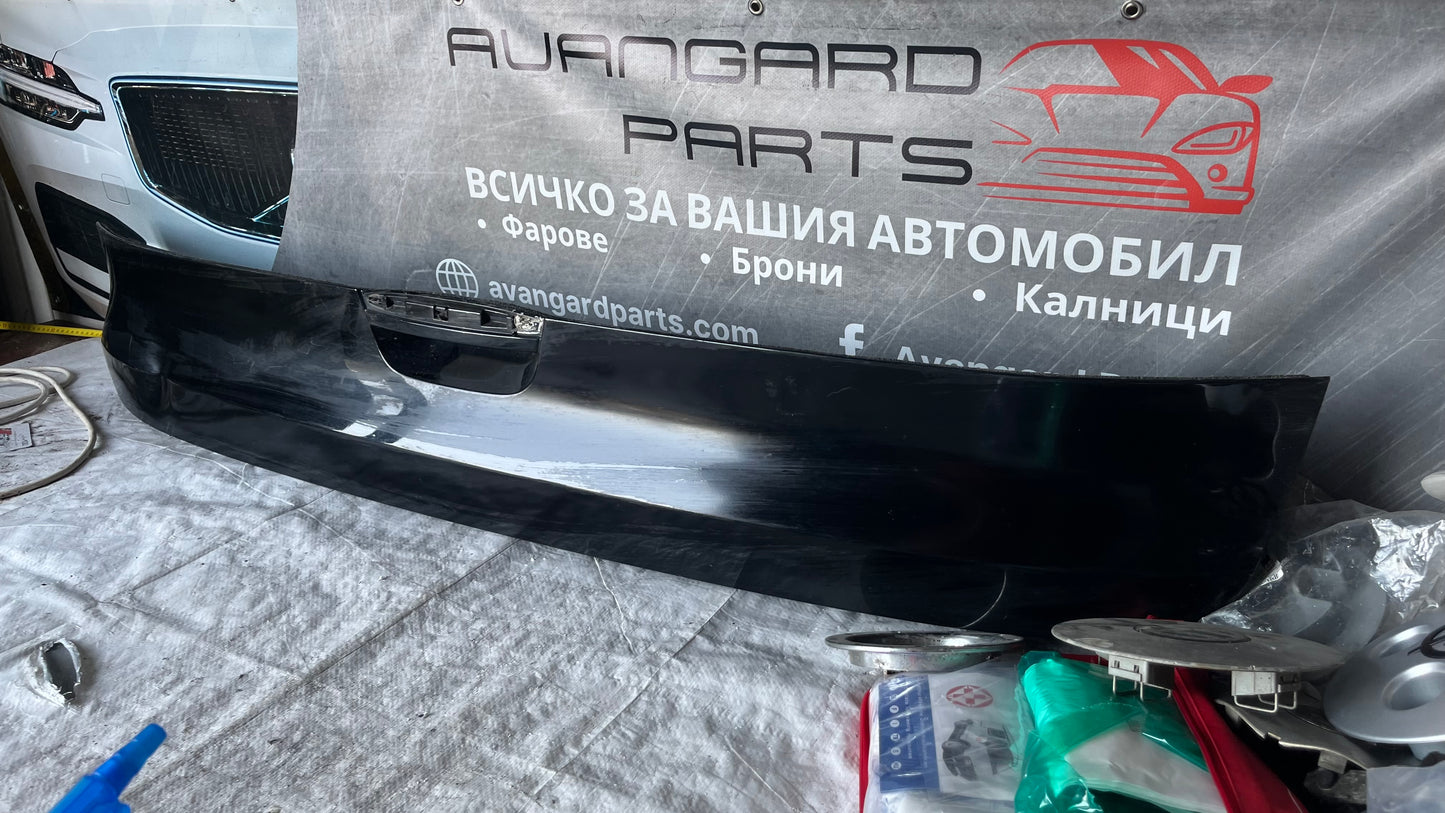 AVANGARD
PARTS
ВСИЧКО ЗА ВАШИЯ АВТОМОБИЛ
• Фарове • Брони • Калници
avangardparts.com